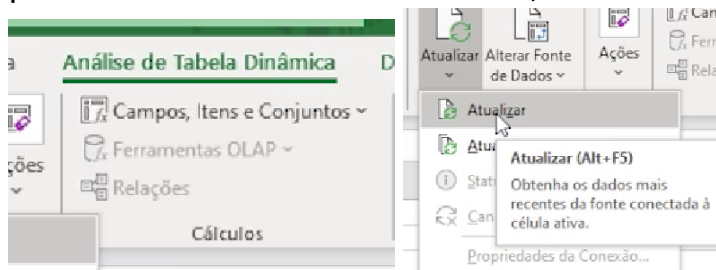 Análise de Tabela Dinâmica
Campos, Itens e Conjuntos
Ferramentas OLAP
Relações
Cálculos
Atualizar
Alterar Fonte de Dados
Ações
Atualizar
Atualizar (Alt+F5)
Obtenha os dados mais
recentes da fonte conectada à
célula ativa.
Propriedades da Conexão...